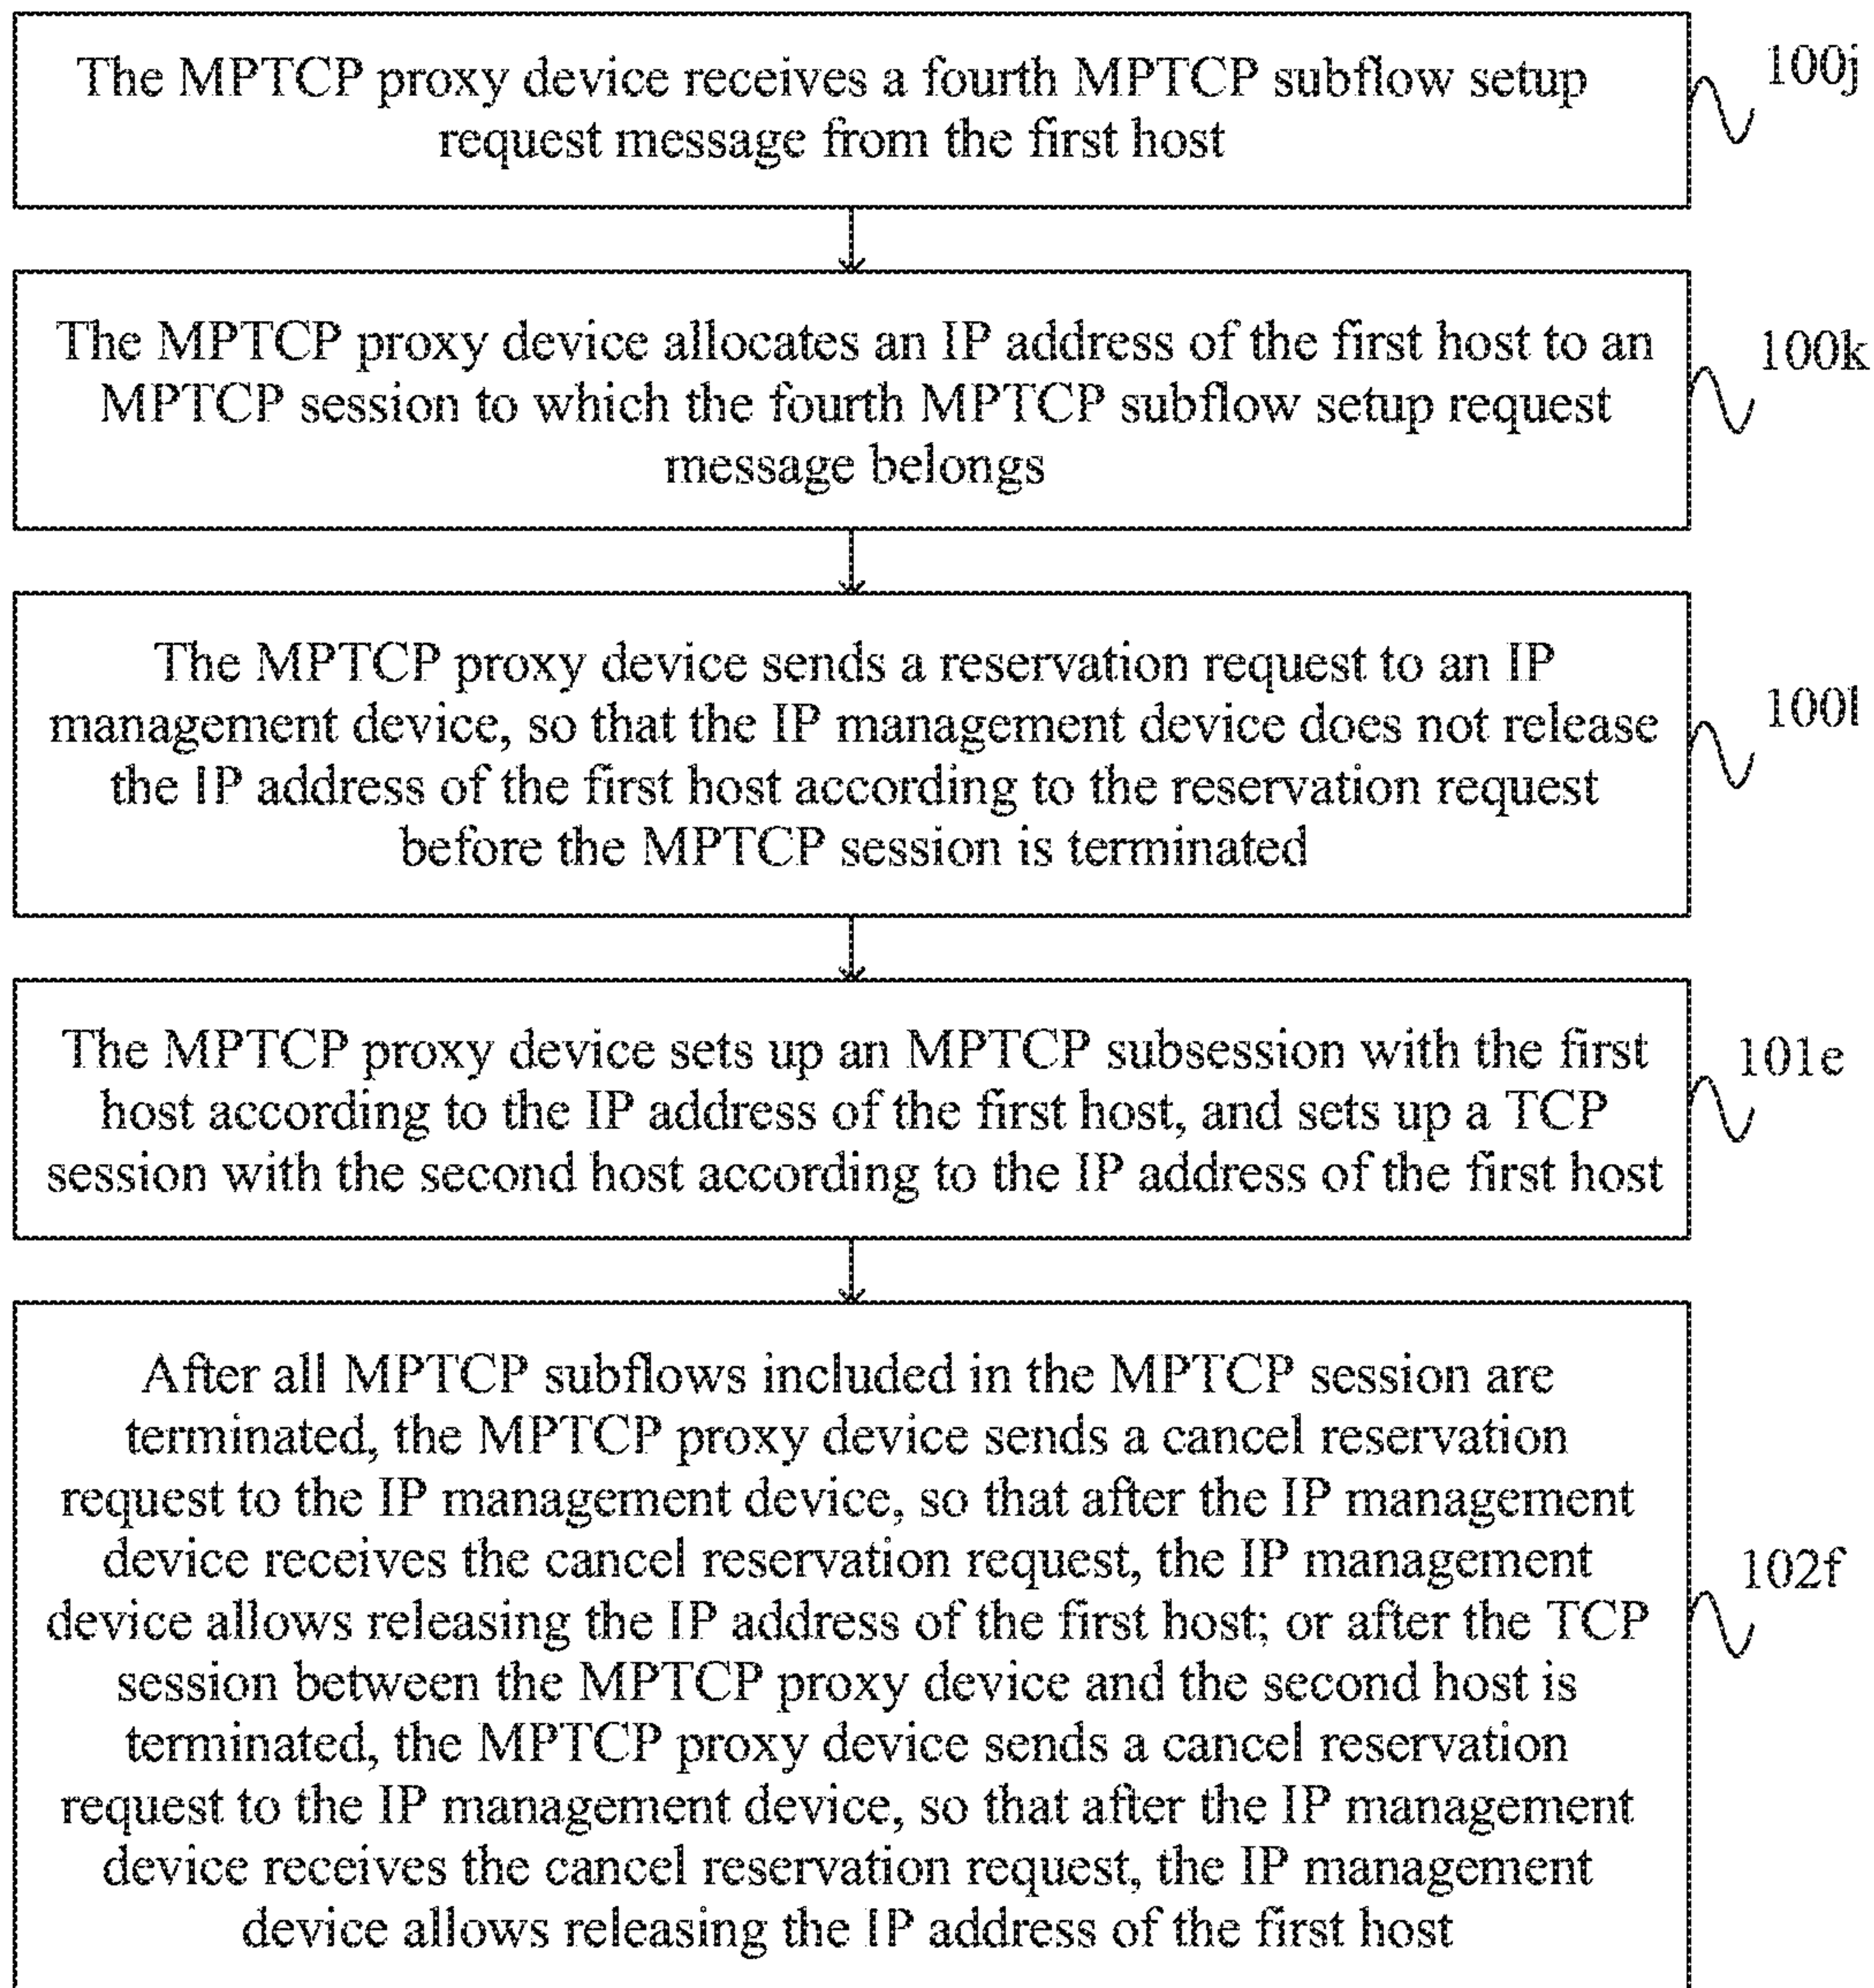 The MPTCP proxy device receives a fourth MPTCP subflow setup
request message from the first host
100j
The MPTCP proxy device allocates an IP address of the first host to an
MPTCP session to which the fourth MPTCP subflow setup request
message belongs
100k
The MPTCP proxy device sends a reservation request to an IP
management device, so that the IP management device does not release
the IP address of the first host according to the reservation request
before the MPTCP session is terminated
100l
The MPTCP proxy device sets up an MPTCP subsession with the first
host according to the IP address of the first host, and sets up a TCP
session with the second host according to the IP address of the first host
101e
After all MPTCP subflows included in the MPTCP session are
terminated, the MPTCP proxy device sends a cancel reservation
request to the IP management device, so that after the IP management
device receives the cancel reservation request, the IP management
device allows releasing the IP address of the first host; or after the TCP
session between the MPTCP proxy device and the second host is
terminated, the MPTCP proxy device sends a cancel reservation
request to the IP management device, so that after the IP management
device receives the cancel reservation request, the IP management
device allows releasing the IP address of the first host
102f